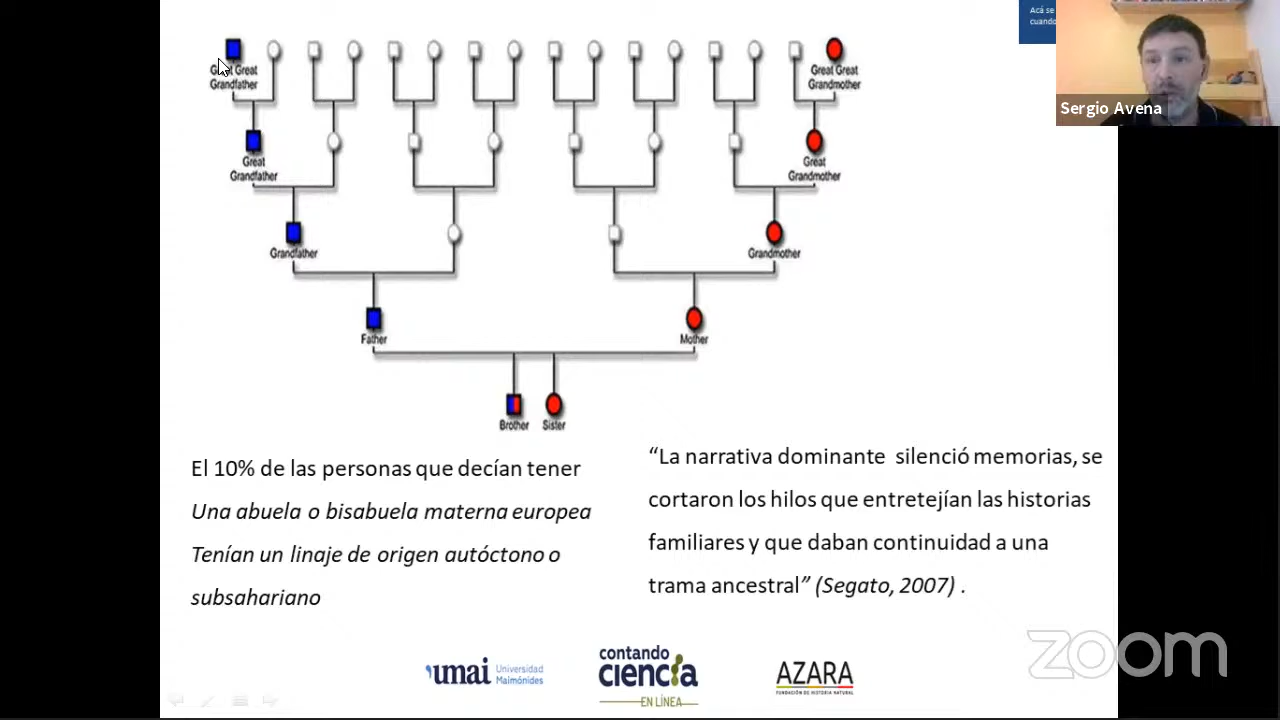 Acá se
cuando
Sergio Avena
Great Great
Grandfather
Great Great
Grandmother
Great
Grandfather
Great
Grandmother
Grandfather
Grandmother
Father
Mother
Brother
Sister
El 10% de las personas que decían tener
Una abuela o bisabuela materna europea
Tenían un linaje de origen autóctono o
subsahariano
“La narrativa dominante silenció memorias, se
cortaron los hilos que entretejían las historias
familiares y que daban continuidad a una
trama ancestral” (Segato, 2007) .
umai Universidad
Maimónides
contando
ciencia
EN LÍNEA
AZARA
FUNDACIÓN DE HISTORIA NATURAL
zoom